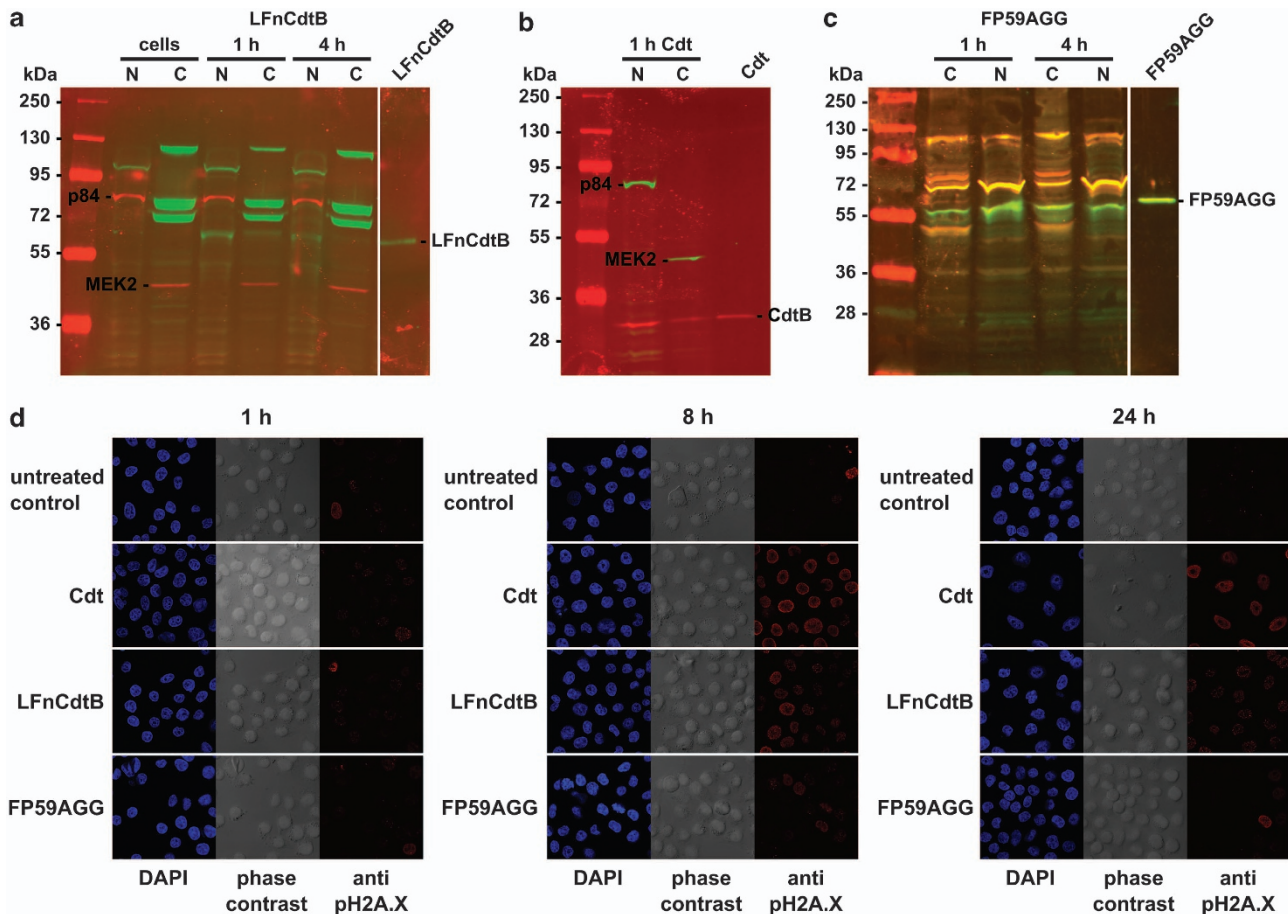 a
LFnCdtB
cells 1 h 4 h
kDa N C N C N C LFnCdtB
250
130
95
p84
72
55
MEK2
36
LFnCdtB
b
1 h Cdt
kDa N C Cdt
250
130
95
p84
72
55
MEK2
36
28
CdtB
c
FP59AGG
1 h 4 h
kDa C N C N FP59AGG
250
130
95
72
55
36
28
FP59AGG
d
1 h 8 h 24 h
untreated control
Cdt
LFnCdtB
FP59AGG
DAPI phase contrast anti pH2A.X
untreated control
Cdt
LFnCdtB
FP59AGG
DAPI phase contrast anti pH2A.X
untreated control
Cdt
LFnCdtB
FP59AGG
DAPI phase contrast anti pH2A.X